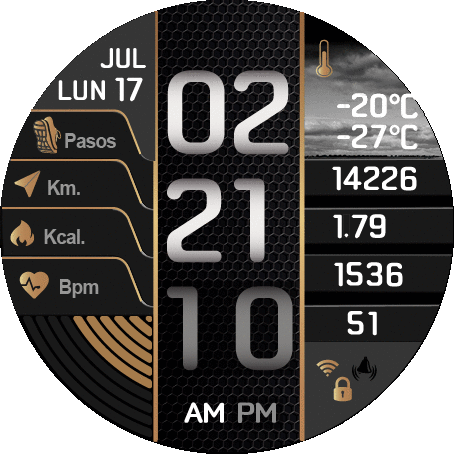 JUL
LUN 17
Pasos
Km.
Kcal.
Bpm
02
21
10
AM PM
-20°C
-27°C
14226
1.79
1536
51